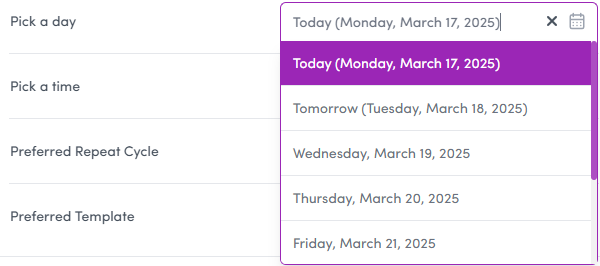 Pick a day
Today (Monday, March 17, 2025)
Today (Monday, March 17, 2025)
Pick a time
Tomorrow (Tuesday, March 18, 2025)
Preferred Repeat Cycle
Wednesday, March 19, 2025
Thursday, March 20, 2025
Preferred Template
Friday, March 21, 2025